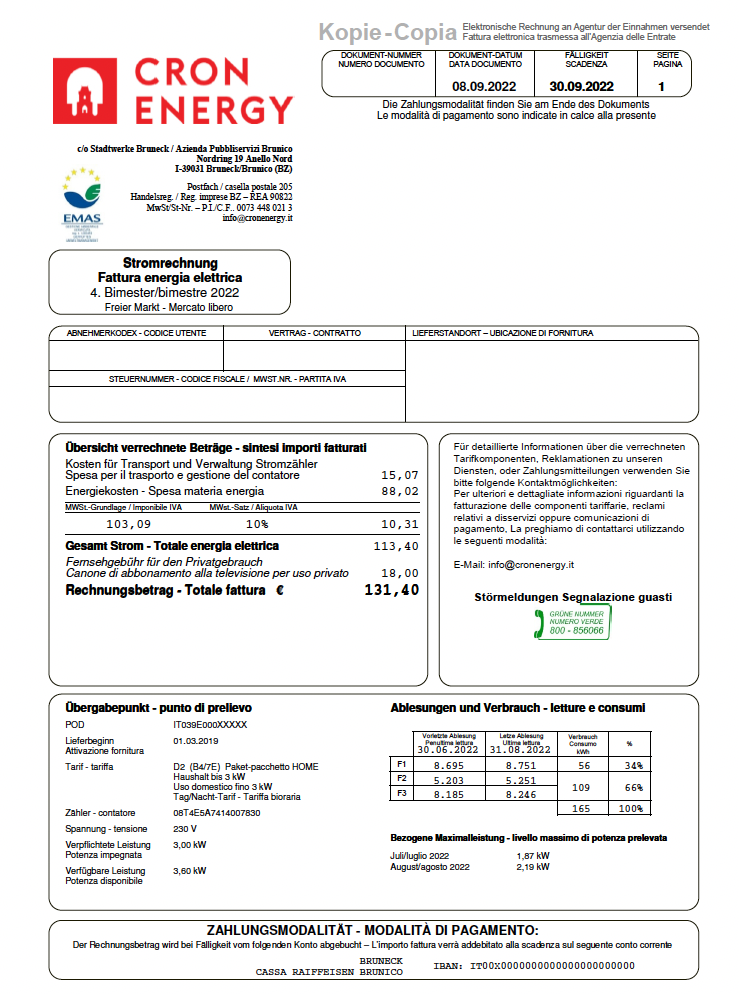 Kopie-Copia
Elektronische Rechnung an Agentur der Einnahmen versendet
Fattura elettronica trasmessa all'Agenzia delle Entrate
DOKUMENT-NUMMER
NUMERO DOCUMENTO
DOKUMENT-DATUM
DATA DOCUMENTO
FÄLLIGKEIT
SCADENZA
SEITE
PAGINA
08.09.2022
30.09.2022
1
Die Zahlungsmodalität finden Sie am Ende des Dokuments
Le modalità di pagamento sono indicate in calce alla presente
CRON
ENERGY
c/o Stadtwerke Bruneck / Azienda Pubbliservizi Brunico
Nordring 19 Anello Nord
I-39031 Bruneck/Brunico (BZ)
Postfach / casella postale 205
Handelsreg. / Reg. imprese BZ – REA 90822
MwSt/St-Nr. – P.I./C.F.. 0073 448 021 3
info@cronenergy.it
EMAS
Stromrechnung
Fattura energia elettrica
4. Bimester/bimestre 2022
Freier Markt - Mercato libero
ABNEHMERKODEX - CODICE UTENTE
VERTRAG - CONTRATTO
LIEFERSTANDORT – UBICAZIONE DI FORNITURA
STEUERNUMMER - CODICE FISCALE / MWST.NR. - PARTITA IVA
Übersicht verrechnete Beträge - sintesi importi fatturati
Kosten für Transport und Verwaltung Stromzähler
Spesa per il trasporto e gestione del contatore 15,07
Energiekosten - Spesa materia energia 88,02
MWSt.-Grundlage / Imponibile IVA MWSt.-Satz / Aliquota IVA
103,09 10% 10,31
Gesamt Strom - Totale energia elettrica 113,40
Fernsehgebühr für den Privatgebrauch
Canone di abbonamento alla televisione per uso privato 18,00
Rechnungsbetrag - Totale fattura € 131,40
Für detaillierte Informationen über die verrechneten
Tarifkomponenten, Reklamationen zu unseren
Diensten, oder Zahlungsmitteilungen verwenden Sie
bitte folgende Kontaktmöglichkeiten:
Per ulteriori e dettagliate informazioni riguardanti la
fatturazione delle componenti tariffarie, reclami
relativi a disservizi oppure comunicazioni di
pagamento, La preghiamo di contattarci utilizzando
le seguenti modalità:
E-Mail: info@cronenergy.it
Störmeldungen Segnalazione guasti
GRÜNE NUMMER
NUMERO VERDE
800 - 856066
Übergabepunkt - punto di prelievo
POD IT039E000XXXXX
Lieferbeginn 01.03.2019
Attivazione fornitura
Tarif - tariffa D2 (B4/7E) Paket-pacchetto HOME
Haushalt bis 3 kW
Uso domestico fino 3 kW
Tag/Nacht-Tarif - Tariffa bioraria
Zähler - contatore 08T4E5A7414007830
Spannung - tensione 230 V
Verpflichtete Leistung 3,00 kW
Potenza impegnata
Verfügbare Leistung 3,60 kW
Potenza disponibile
Ablesungen und Verbrauch - letture e consumi
Vorletzte Ablesung
Penultima lettura
30.06.2022
Letze Ablesung
Ultima lettura
31.08.2022
Verbrauch
Consumo
kWh
%
F1 8.695 8.751 56 34%
F2 5.203 5.251
109 66%
F3 8.185 8.246
165 100%
Bezogene Maximalleistung - livello massimo di potenza prelevata
Juli/luglio 2022 1,87 kW
August/agosto 2022 2,19 kW
ZAHLUNGSMODALITÄT - MODALITÀ DI PAGAMENTO:
Der Rechnungsbetrag wird bei Fälligkeit vom folgenden Konto abgebucht – L'importo fattura verrà addebitato alla scadenza sul seguente conto corrente
BRUNECK
CASSA RAIFFEISEN BRUNICO
IBAN: IT00X0000000000000000000000